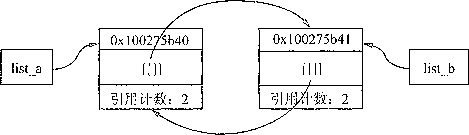 0x100275b40
0x100275b41
list_a
[[]]
[[]]
list_b
引用计数：2
引用计数：2